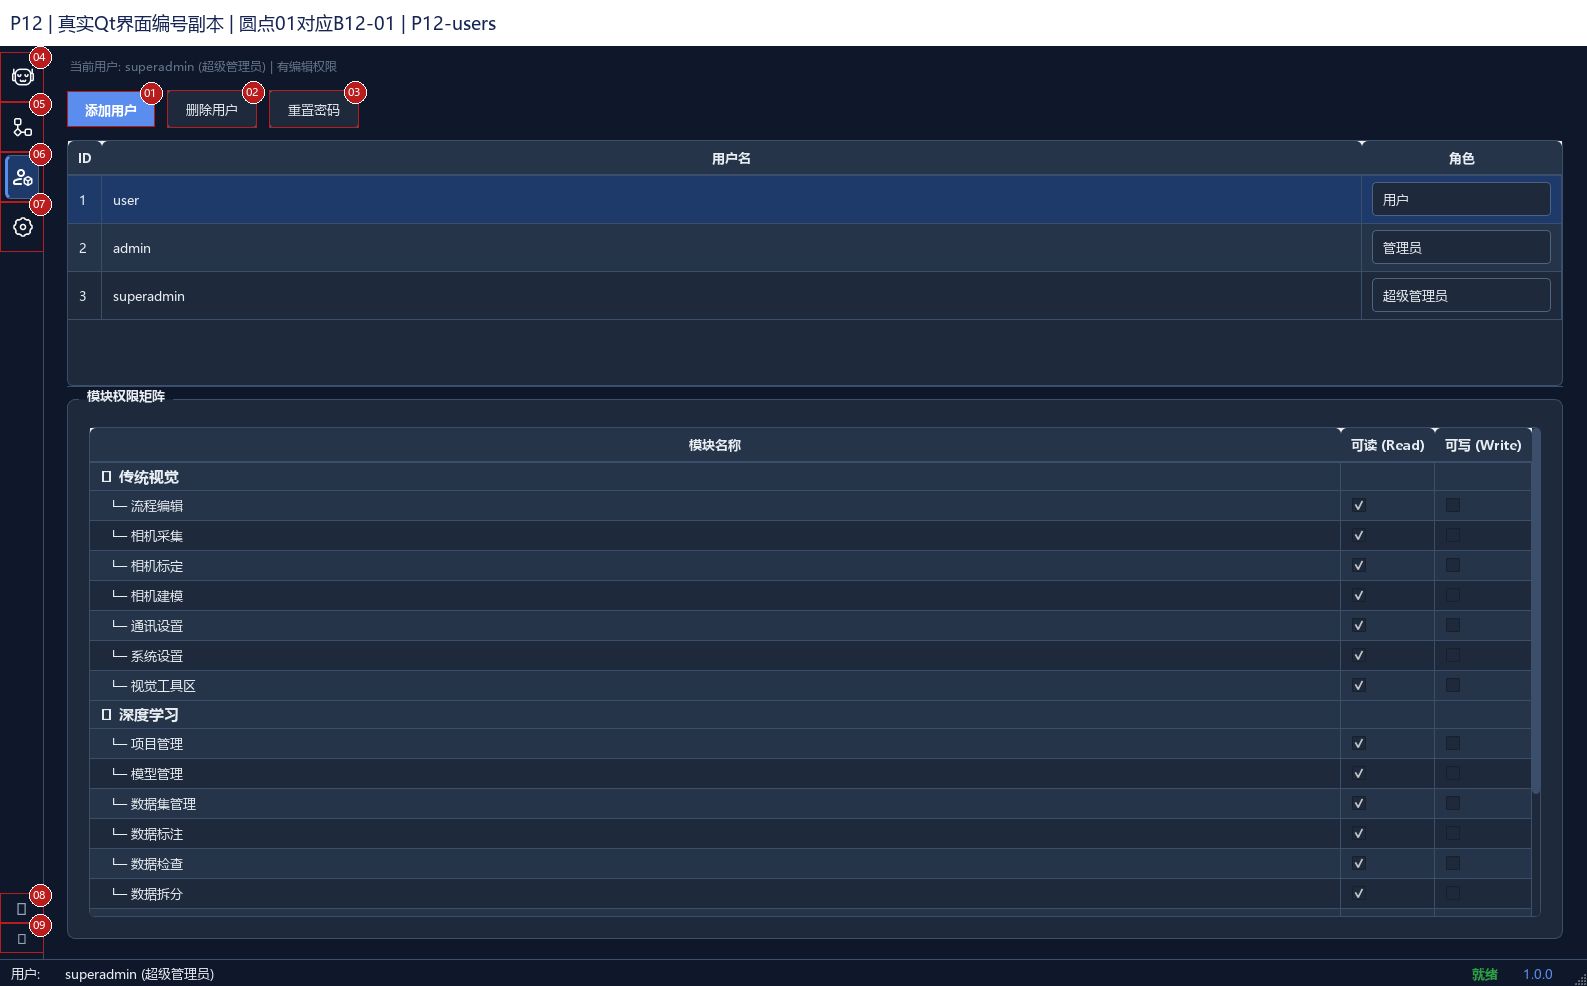 P12 | 真实Qt界面编号副本 | 圆点01对应B12-01 | P12-users
04
当前用户: superadmin (超级管理员) | 有编辑权限
添加用户 01
删除用户 02
重置密码 03
05
06
07
ID 用户名 角色
1 user 用户
2 admin 管理员
3 superadmin 超级管理员
模块权限矩阵
模块名称 可读 (Read) 可写 (Write)
传统视觉
└─ 流程编辑
└─ 相机采集
└─ 相机标定
└─ 相机建模
└─ 通讯设置
└─ 系统设置
└─ 视觉工具区
深度学习
└─ 项目管理
└─ 模型管理
└─ 数据集管理
└─ 数据标注
└─ 数据检查
└─ 数据拆分
08
09
用户: superadmin (超级管理员) 就绪 1.0.0